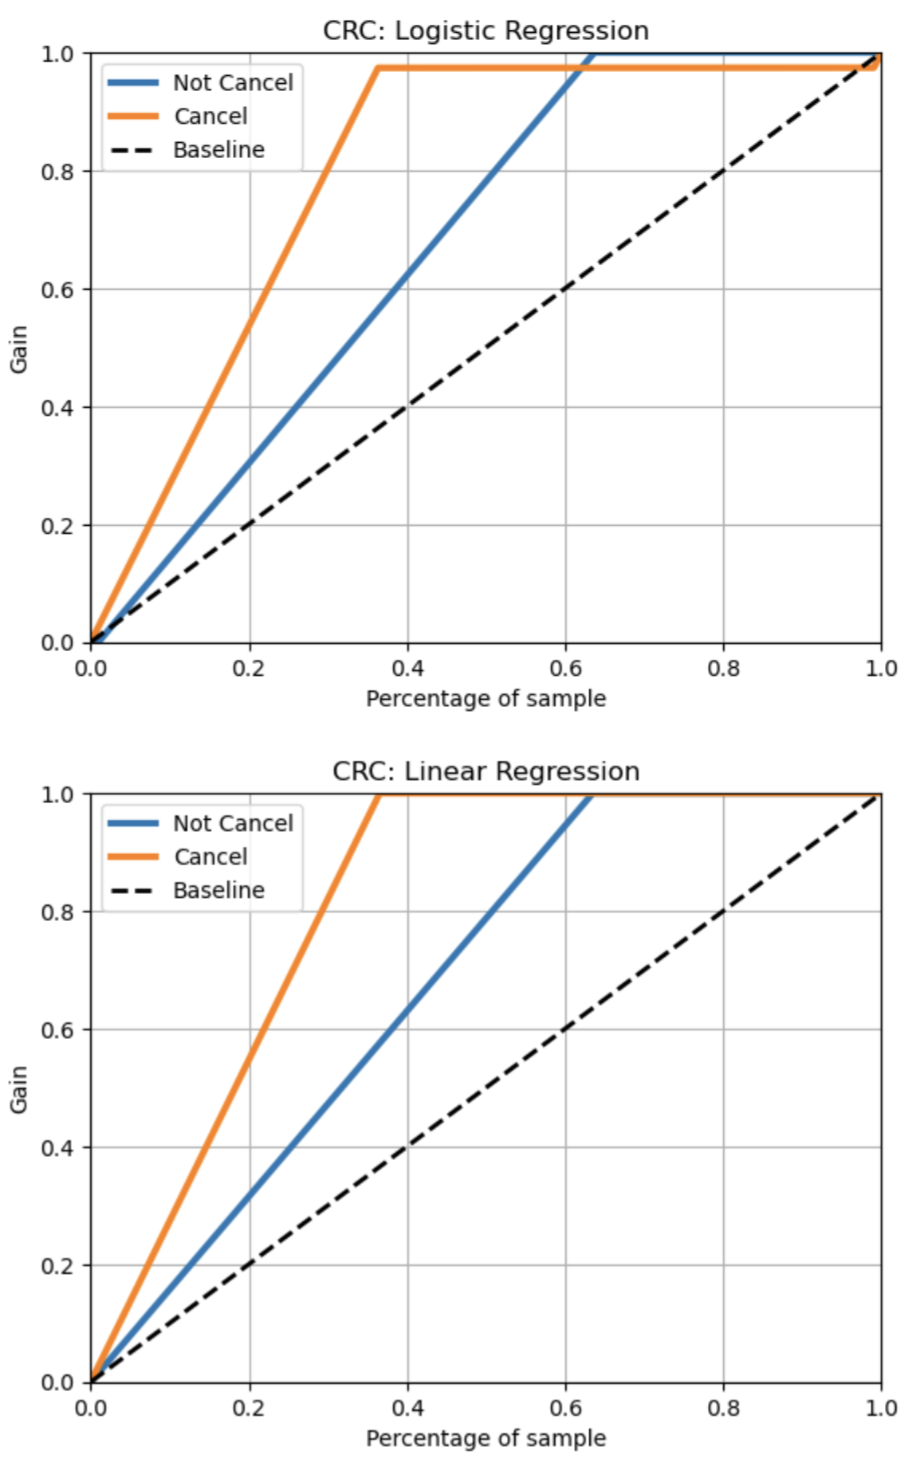 CRC: Logistic Regression
1.0
0.8
0.6
0.4
0.2
0.0
Gain
Not Cancel
Cancel
Baseline
0.0 0.2 0.4 0.6 0.8 1.0
Percentage of sample
CRC: Linear Regression
1.0
0.8
0.6
0.4
0.2
0.0
Gain
Not Cancel
Cancel
Baseline
0.0 0.2 0.4 0.6 0.8 1.0
Percentage of sample